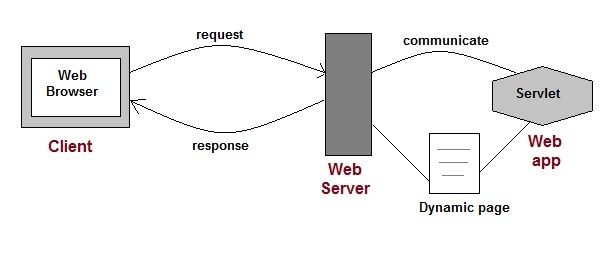 request
communicate
Web
Browser
Servlet
Client
response
Web
Server
Web
app
Dynamic page